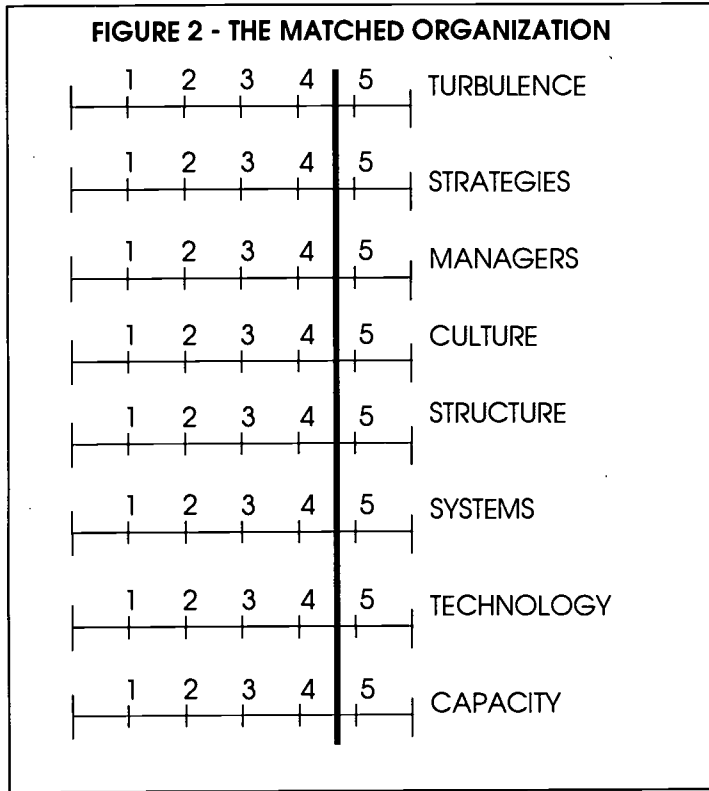 FIGURE 2 - THE MATCHED ORGANIZATION
1 2 3 4 5 TURBULENCE
1 2 3 4 5 STRATEGIES
1 2 3 4 5 MANAGERS
1 2 3 4 5 CULTURE
1 2 3 4 5 STRUCTURE
1 2 3 4 5 SYSTEMS
1 2 3 4 5 TECHNOLOGY
1 2 3 4 5 CAPACITY